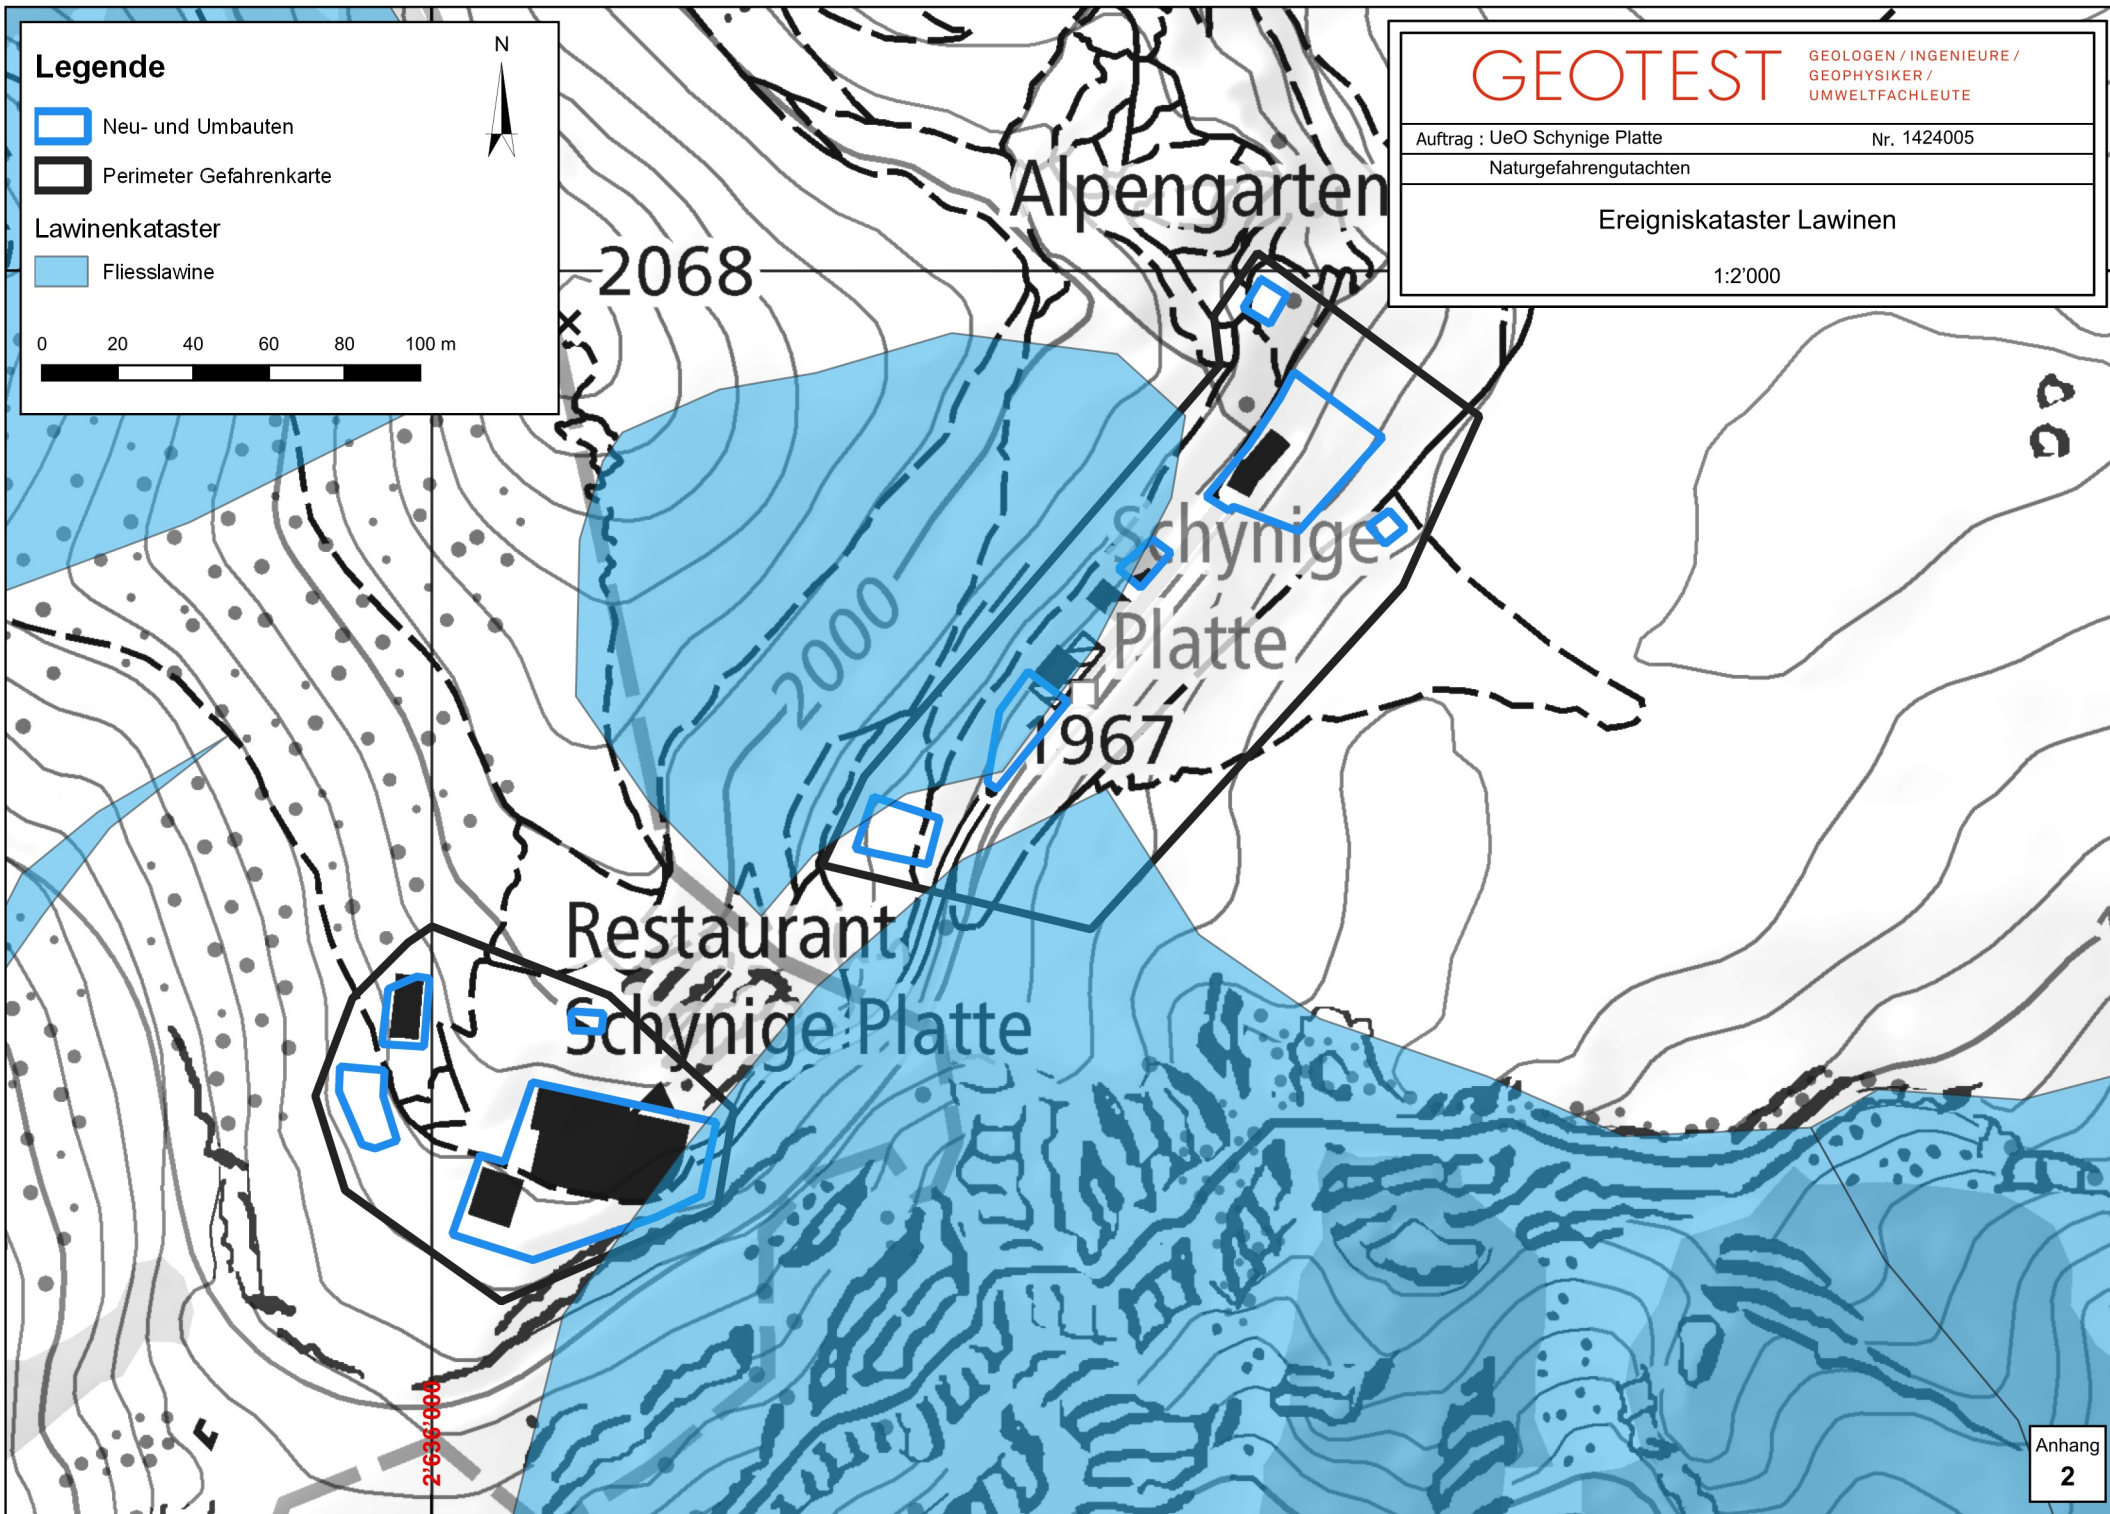 Legende
N
Neu- und Umbauten
Perimeter Gefahrenkarte
Lawinenkataster
Fliesslawine
0 20 40 60 80 100 m
GEOTEST
GEOLOGEN / INGENIEURE /
GEOPHYSIKER /
UMWELTFACHLEUTE
Auftrag : UeO Schynige Platte Nr. 1424005
Naturgefahrengutachten
Ereigniskataster Lawinen
1:2'000
Alpengarten
2068
Schynige
Platte
2000
1967
Restaurant
Schynige Platte
2'636'000
Anhang
2